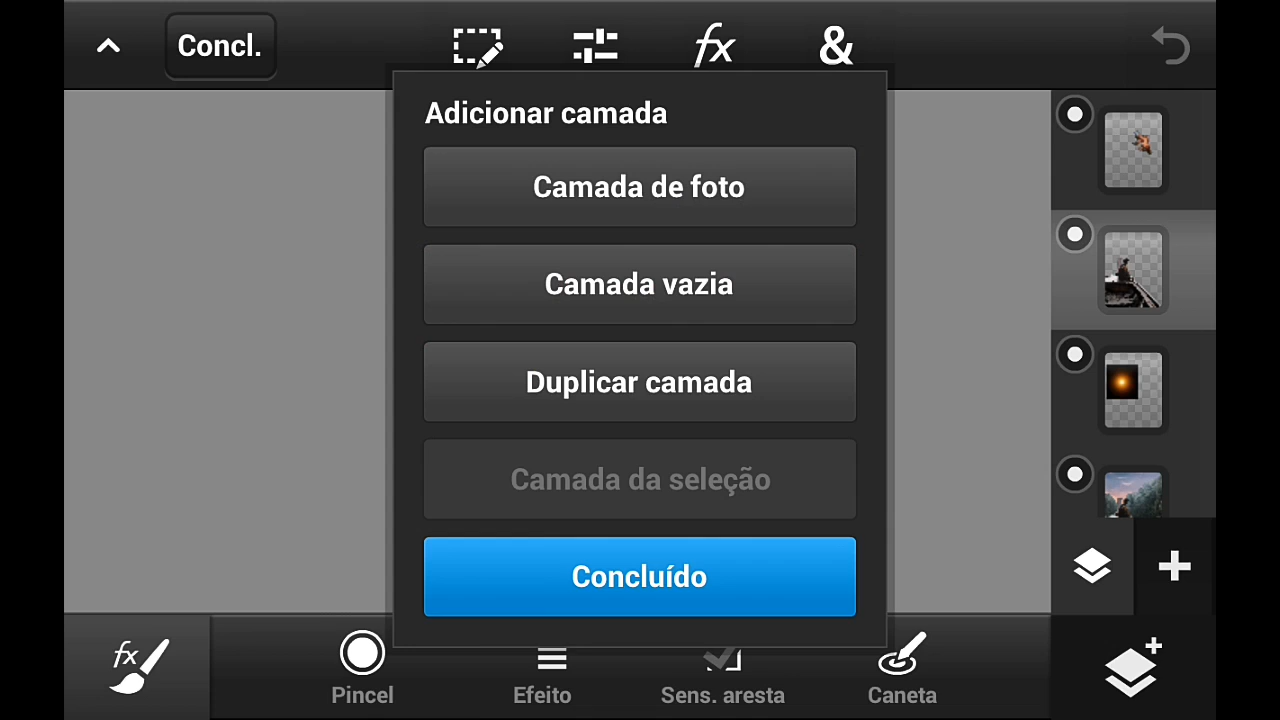 Concl.
fx
&
Adicionar camada
Camada de foto
Camada vazia
Duplicar camada
Camada da seleção
Concluído
fx
Pincel
Efeito
Sens. aresta
Caneta